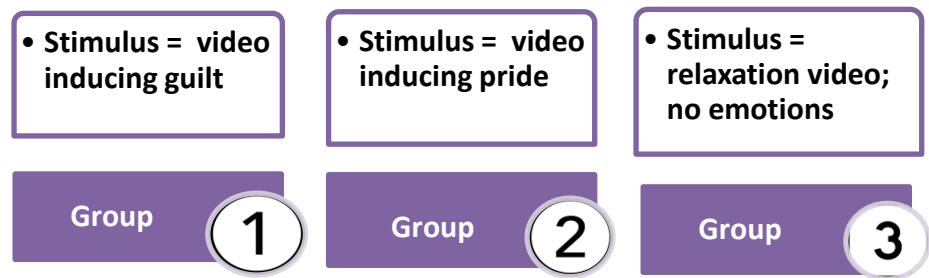 • Stimulus = video
inducing guilt
Group 1
• Stimulus = video
inducing pride
Group 2
• Stimulus =
relaxation video;
no emotions
Group 3